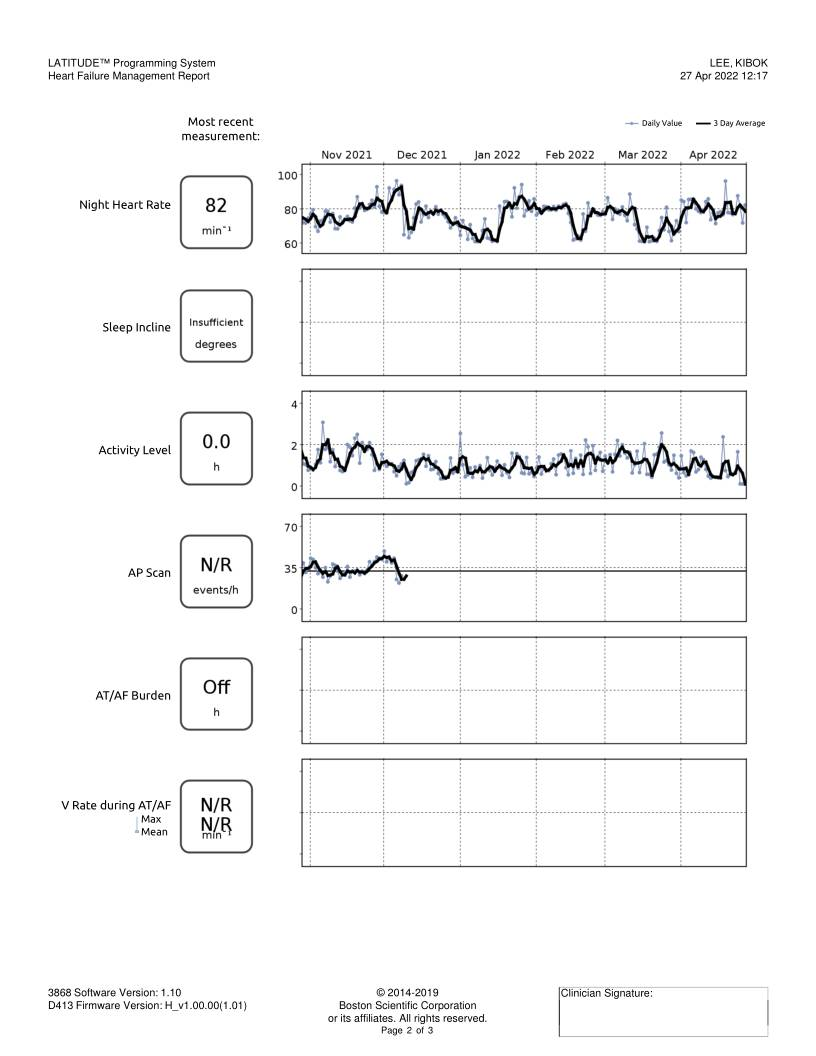 LATITUDE™ Programming System
Heart Failure Management Report
LEE, KIBOK
27 Apr 2022 12:17
Most recent
measurement:
Daily Value
3 Day Average
Nov 2021
Dec 2021
Jan 2022
Feb 2022
Mar 2022
Apr 2022
Night Heart Rate
82
min⁻¹
100
80
60
Sleep Incline
Insufficient
degrees
Activity Level
0.0
h
4
2
0
AP Scan
N/R
events/h
70
35
0
AT/AF Burden
Off
h
V Rate during AT/AF
Max
Mean
N/R
N/R
min⁻¹
3868 Software Version: 1.10
D413 Firmware Version: H_v1.00.00(1.01)
© 2014-2019
Boston Scientific Corporation
or its affiliates. All rights reserved.
Page 2 of 3
Clinician Signature: